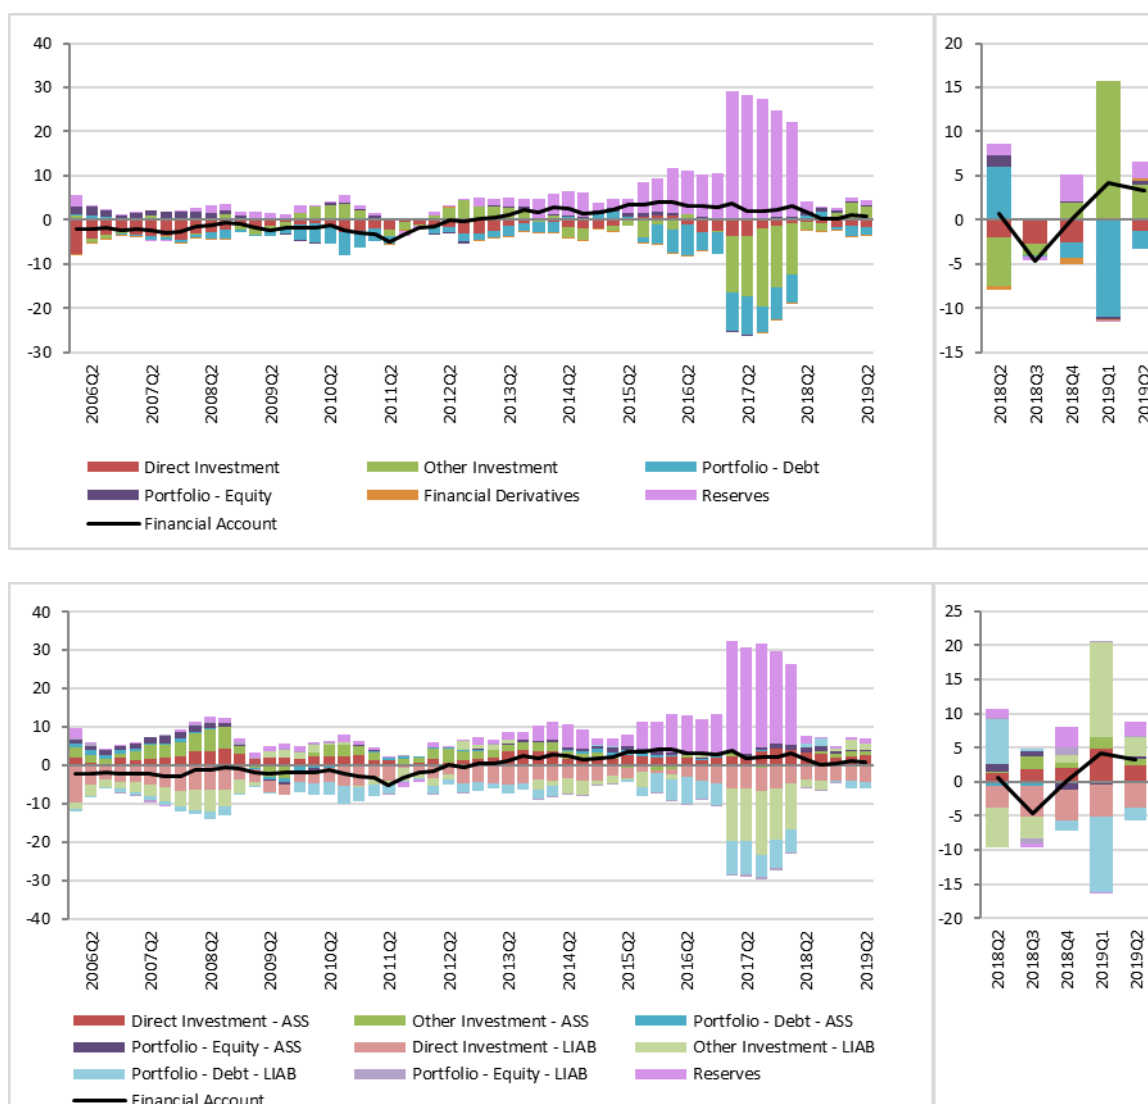 40
30
20
10
0
-10
-20
-30
2006Q2
2007Q2
2008Q2
2009Q2
2010Q2
2011Q2
2012Q2
2013Q2
2014Q2
2015Q2
2016Q2
2017Q2
2018Q2
2019Q2
Direct Investment
Other Investment
Portfolio - Debt
Portfolio - Equity
Financial Derivatives
Reserves
Financial Account
20
15
10
5
0
-5
-10
-15
2018Q2
2018Q3
2018Q4
2019Q1
2019Q2
40
30
20
10
0
-10
-20
-30
-40
2006Q2
2007Q2
2008Q2
2009Q2
2010Q2
2011Q2
2012Q2
2013Q2
2014Q2
2015Q2
2016Q2
2017Q2
2018Q2
2019Q2
Direct Investment - ASS
Other Investment - ASS
Portfolio - Debt - ASS
Portfolio - Equity - ASS
Direct Investment - LIAB
Other Investment - LIAB
Portfolio - Debt - LIAB
Portfolio - Equity - LIAB
Reserves
Financial Account
25
20
15
10
5
0
-5
-10
-15
-20
2018Q2
2018Q3
2018Q4
2019Q1
2019Q2